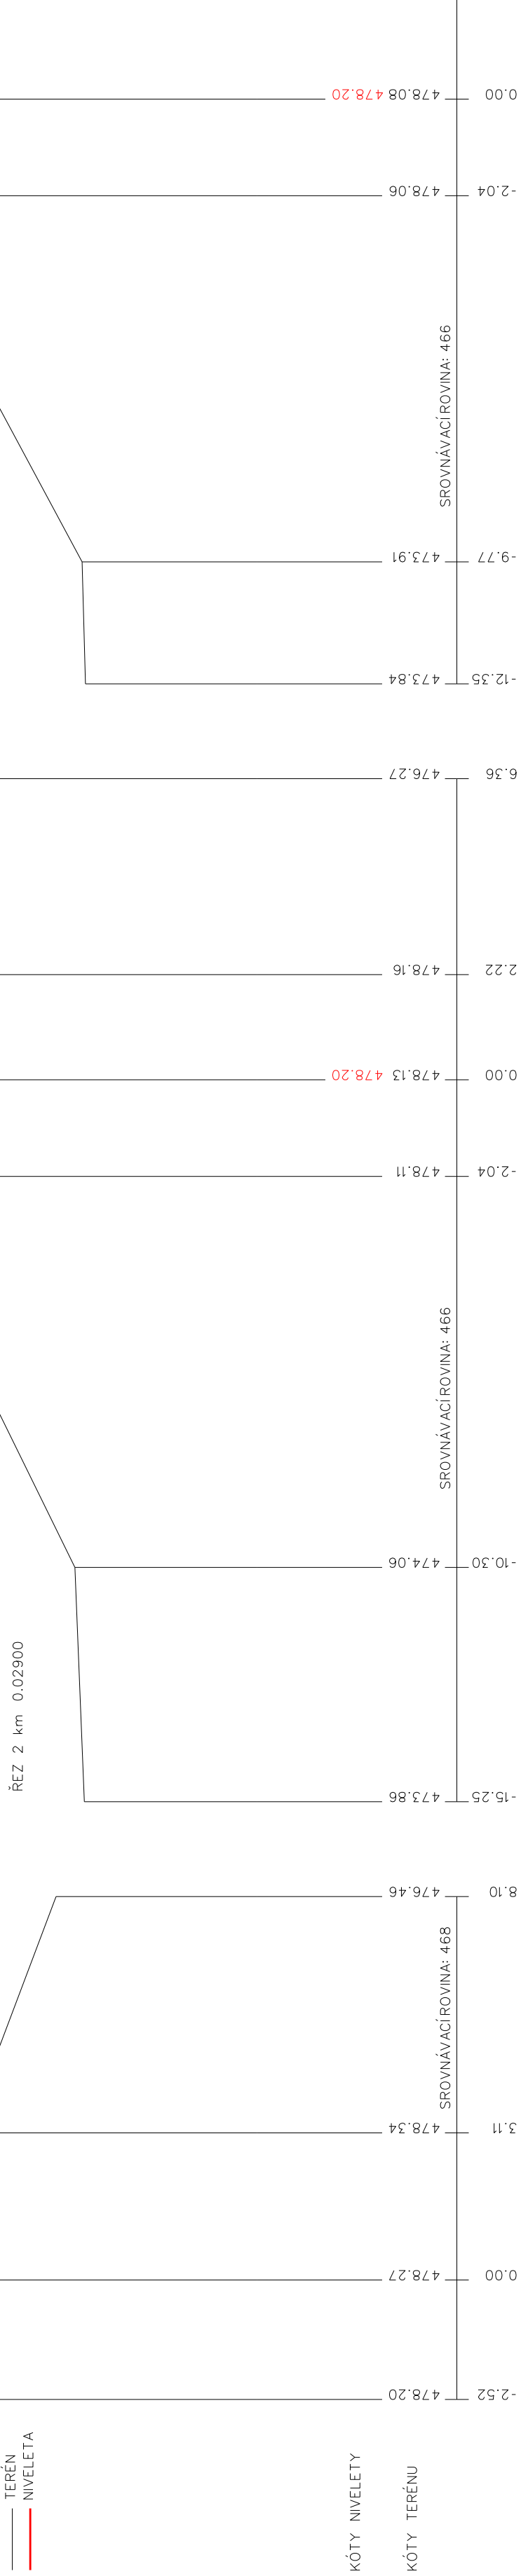 478.20 478.08 0.00
478.06 -2.04
SROVNÁVACÍ ROVINA: 466
473.91 -9.77
473.84 -12.35
476.27 6.36
478.16 2.22
478.20 478.13 0.00
478.11 -2.04
SROVNÁVACÍ ROVINA: 466
474.06 -10.30
ŘEZ 2 km 0.02900
473.86 -15.25
476.46 8.10
SROVNÁVACÍ ROVINA: 468
478.34 3.11
478.27 0.00
478.20 -2.52
TERÉN
NIVELETA
KÓTY NIVELETY
KÓTY TERÉNU